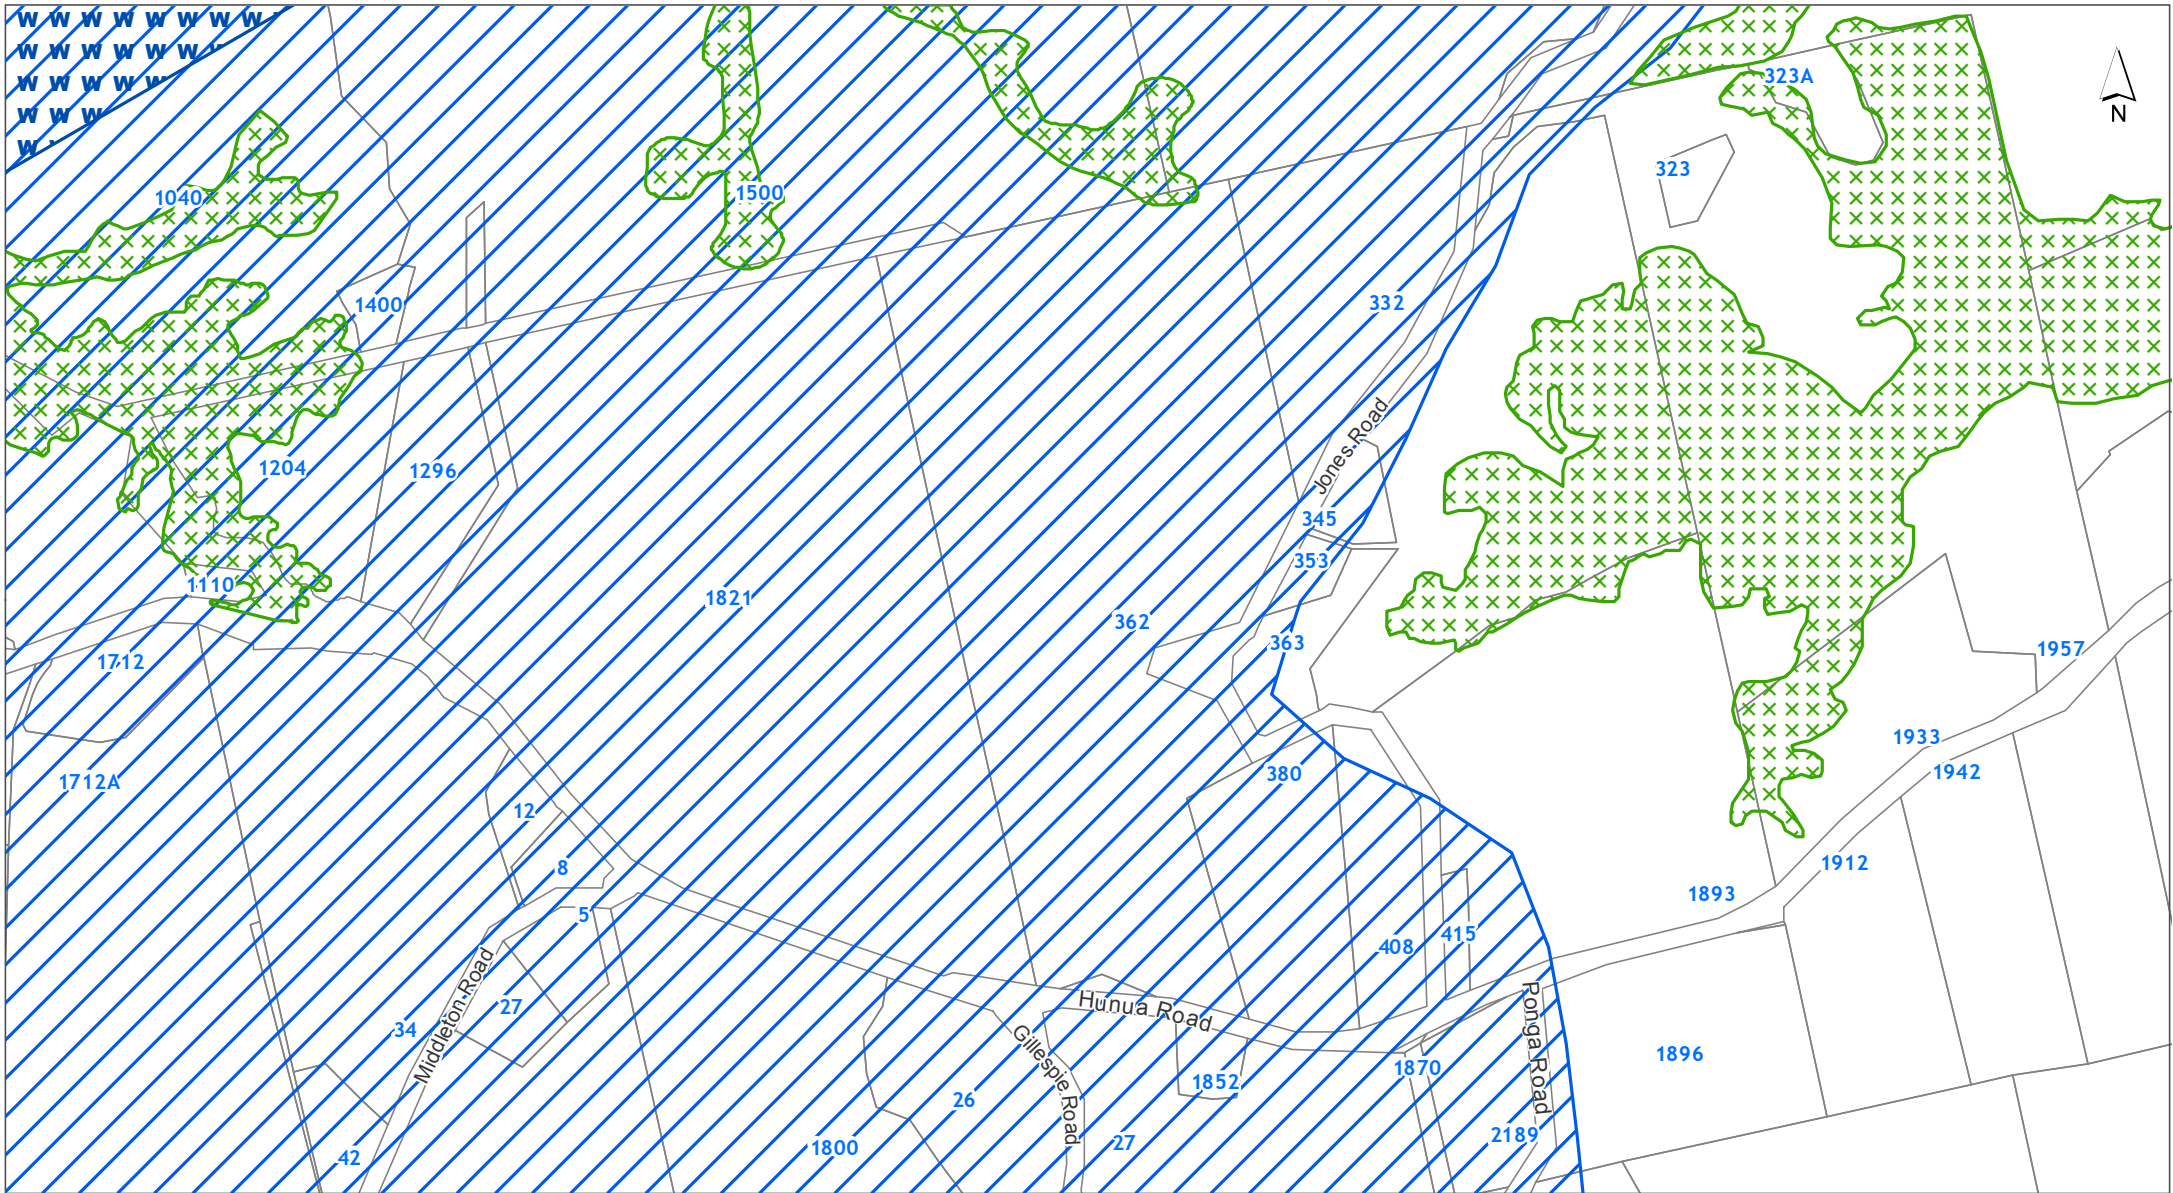 W W W W W W W W
W W W W W W W
W W W W W
W W W
W
323A
N
323
1040
1500
1400
332
Jones Road
1204
1296
345
353
1110
1821
362
363
1957
1712
1933
1942
380
1712A
12
8
1912
1893
5
415
408
Middleton Road
27
34
Hunua Road
Ponga Road
Gillespie Road
1896
1870
1852
26
2189
27
1800
42